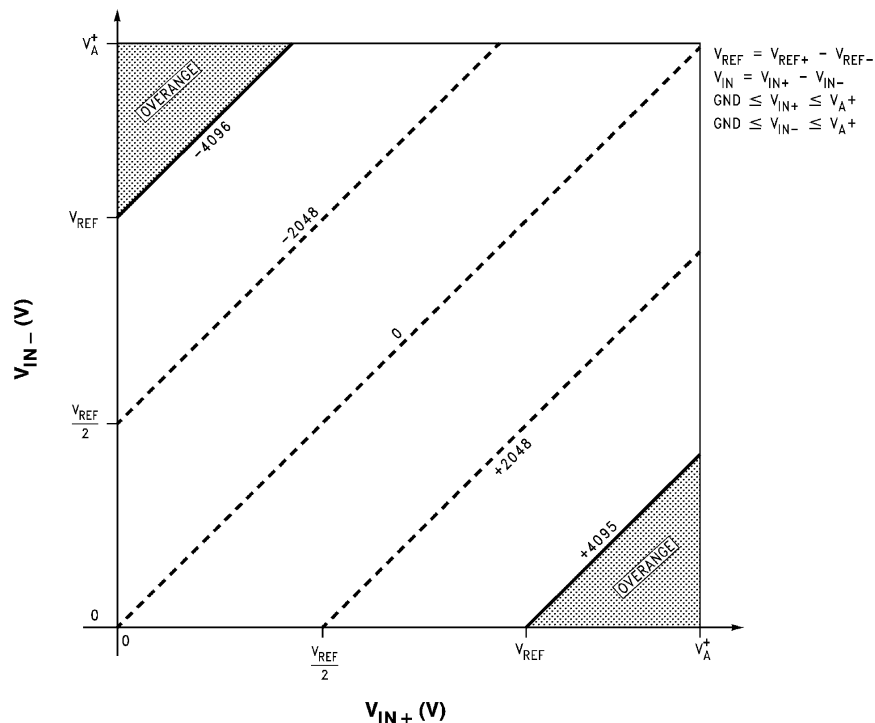 V_A^+
OVERANGE
-4096
V_REF = V_REF+ - V_REF-
V_IN = V_IN+ - V_IN-
GND ≤ V_IN+ ≤ V_A+
GND ≤ V_IN- ≤ V_A+
V_REF
-2048
V_IN- (V)
0
V_REF
2
+2048
+4095
OVERANGE
0
0
V_REF
2
V_REF
V_A^+
V_IN+ (V)